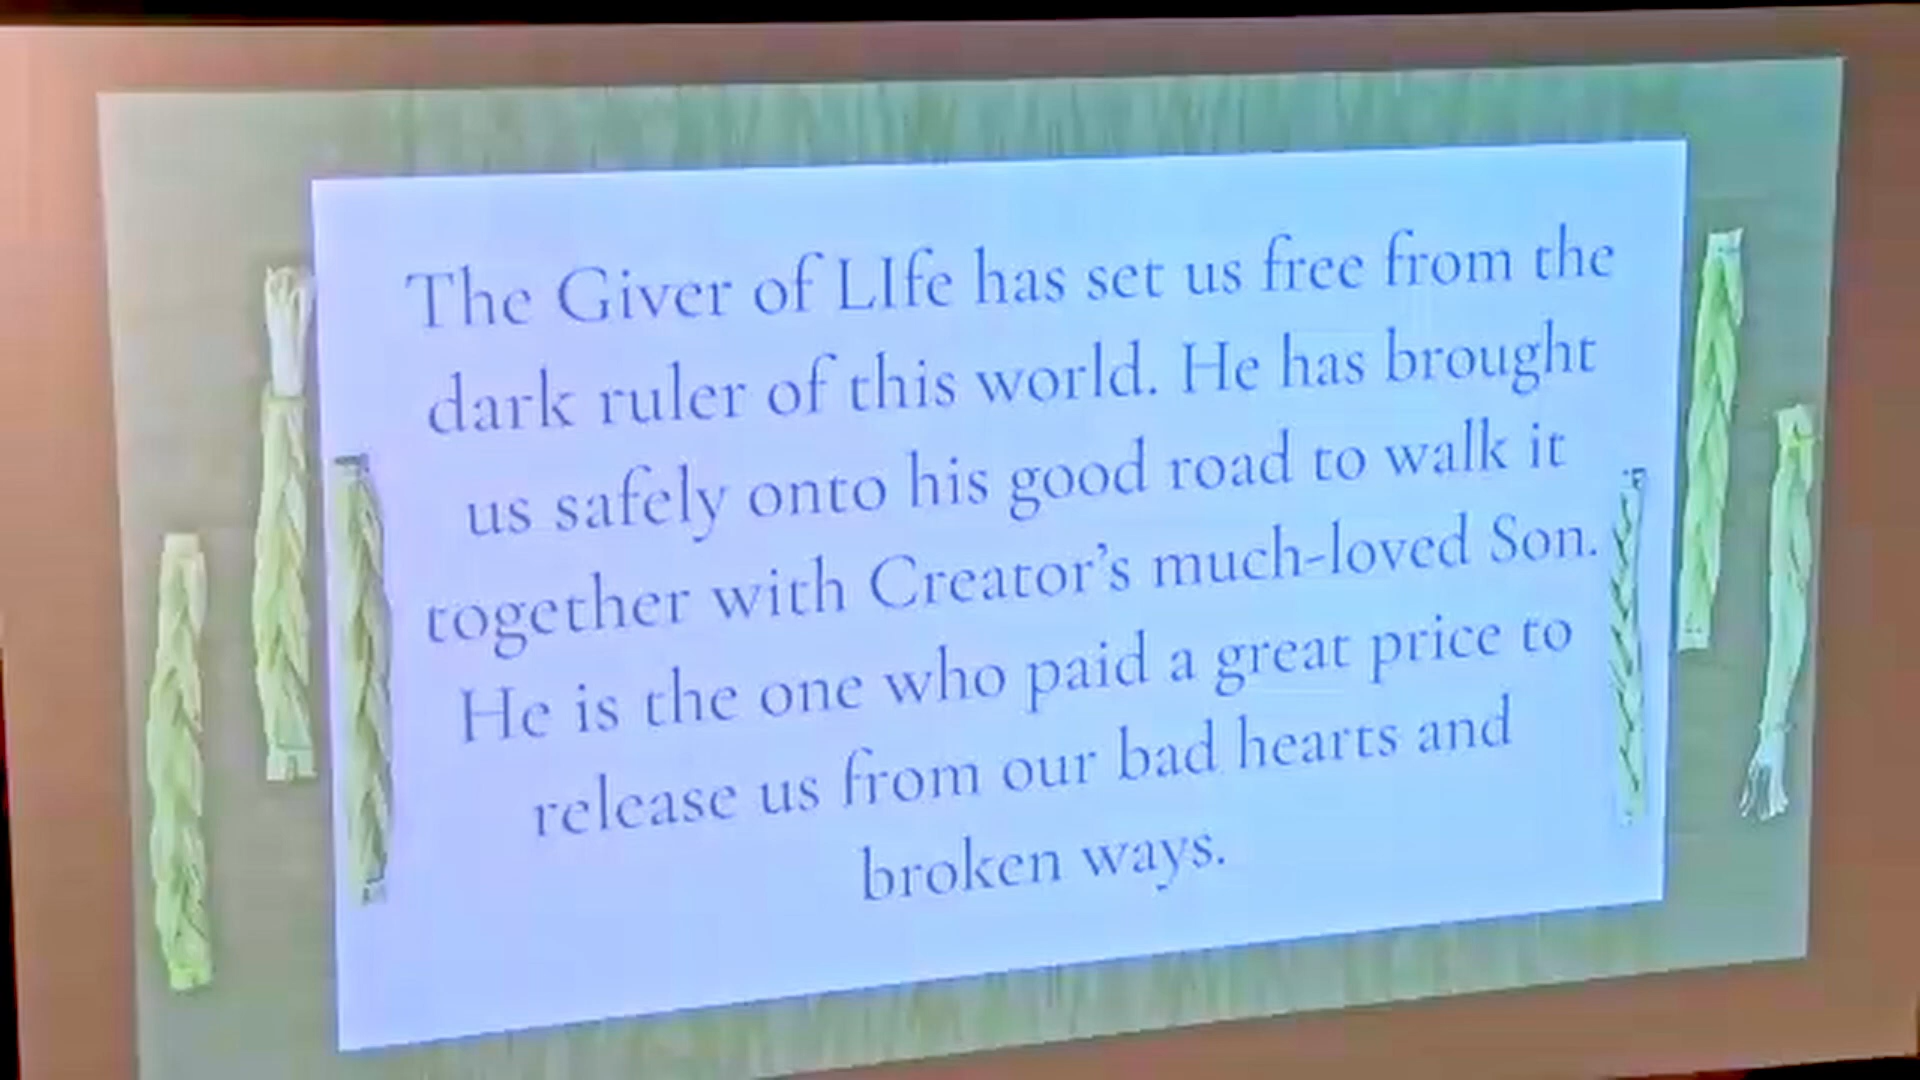 The Giver of LIfe has set us free from the
dark ruler of this world. He has brought
us safely onto his good road to walk it
together with Creator's much-loved Son.
He is the one who paid a great price to
release us from our bad hearts and
broken ways.